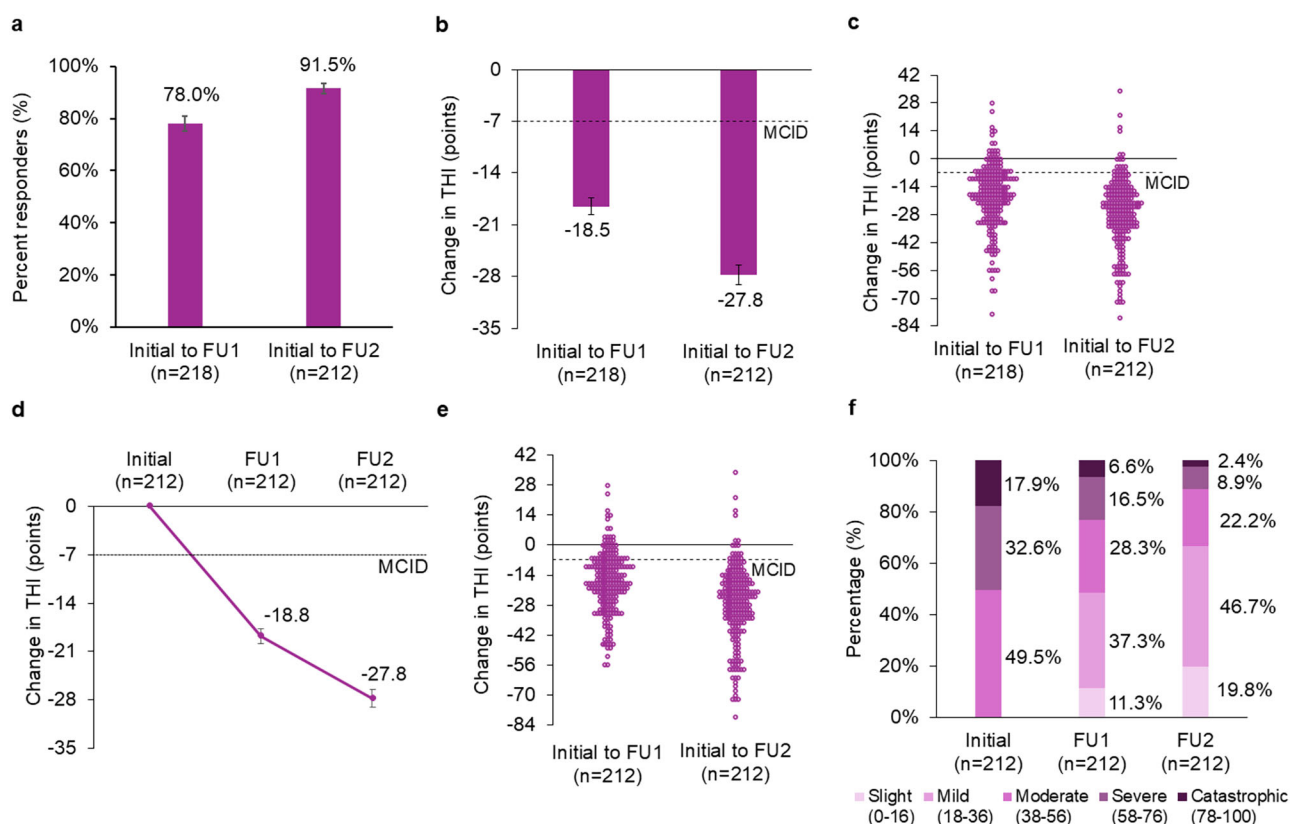 a
Percent responders (%)
100%
80%
60%
40%
20%
0%
78.0%
91.5%
Initial to FU1
(n=218)
Initial to FU2
(n=212)
b
Change in THI (points)
0
-7
-14
-21
-28
-35
MCID
-18.5
-27.8
Initial to FU1
(n=218)
Initial to FU2
(n=212)
c
Change in THI (points)
42
28
14
0
-14
-28
-42
-56
-70
-84
MCID
Initial to FU1
(n=218)
Initial to FU2
(n=212)
d
Initial
(n=212)
FU1
(n=212)
FU2
(n=212)
Change in THI (points)
0
-7
-14
-21
-28
-35
MCID
-18.8
-27.8
e
Change in THI (points)
42
28
14
0
-14
-28
-42
-56
-70
-84
MCID
Initial to FU1
(n=212)
Initial to FU2
(n=212)
f
Percentage (%)
100%
80%
60%
40%
20%
0%
17.9%
32.6%
49.5%
6.6%
16.5%
28.3%
37.3%
11.3%
2.4%
8.9%
22.2%
46.7%
19.8%
Initial
(n=212)
FU1
(n=212)
FU2
(n=212)
Slight
(0-16)
Mild
(18-36)
Moderate
(38-56)
Severe
(58-76)
Catastrophic
(78-100)